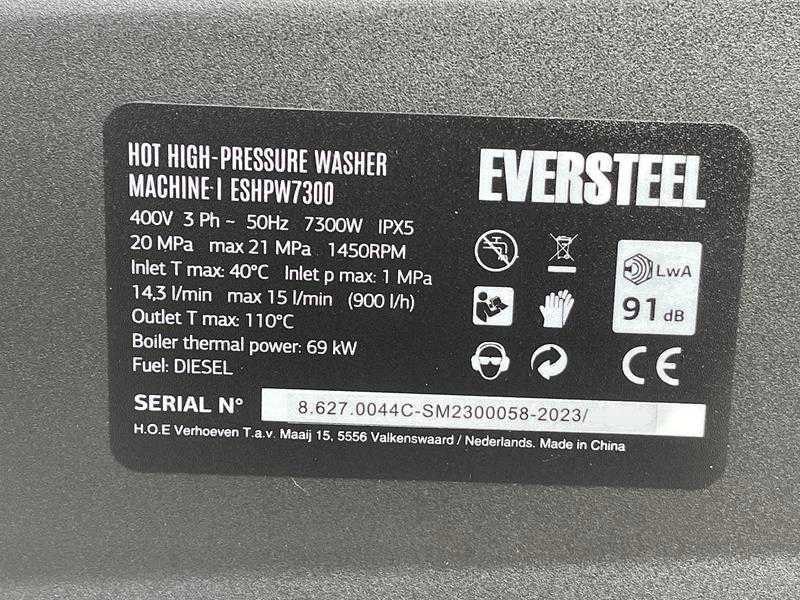 HOT HIGH-PRESSURE WASHER
MACHINE I ESHPW7300
EVERSTEEL
400V 3 Ph ~ 50Hz 7300W IPX5
20 MPa max 21 MPa 1450RPM
Inlet T max: 40°C Inlet p max: 1 MPa
14,3 l/min max 15 l/min (900 l/h)
Outlet T max: 110°C
Boiler thermal power: 69 kW
Fuel: DIESEL
LwA
91 dB
CE
SERIAL N° 8.627.0044C-SM2300058-2023/
H.O.E Verhoeven T.a.v. Maaij 15, 5556 Valkenswaard / Nederlands. Made in China